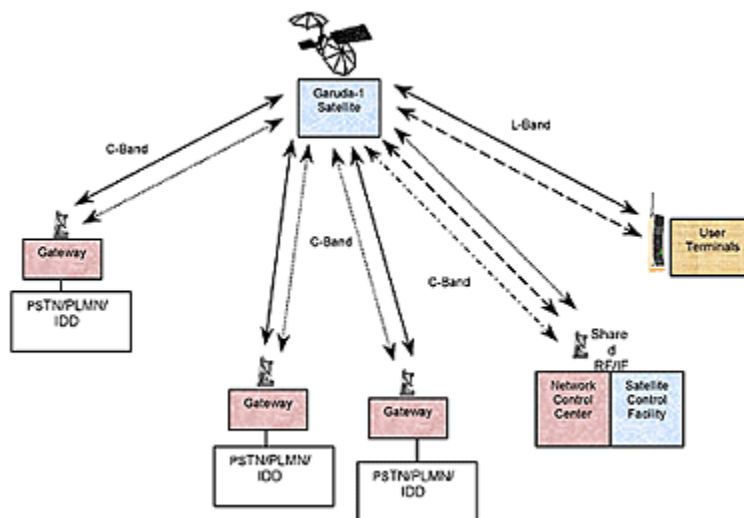 Garuda-1
Satellite
C-Band
L-Band
User
Terminals
Gateway
PSTN/PLMN/
IDD
C-Band
C-Band
Share
d
RF/IF
Gateway
PSTN/PLMN/
IDD
Gateway
PSTN/PLMN/
IDD
Network
Control
Center
Satellite
Control
Facility